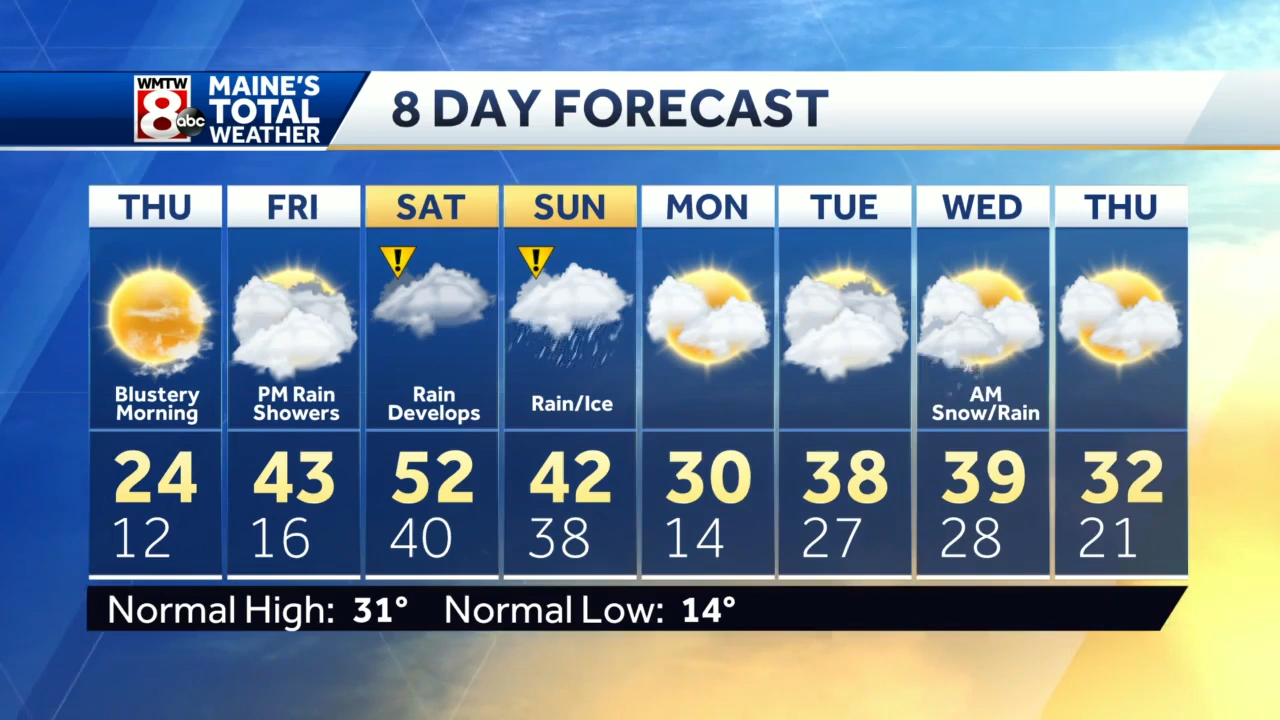 WMTW
8
abc
MAINE'S
TOTAL
WEATHER
8 DAY FORECAST
THU FRI SAT SUN MON TUE WED THU
! !
Blustery
Morning
PM Rain
Showers
Rain
Develops
Rain/Ice
AM
Snow/Rain
24 43 52 42 30 38 39 32
12 16 40 38 14 27 28 21
Normal High: 31° Normal Low: 14°